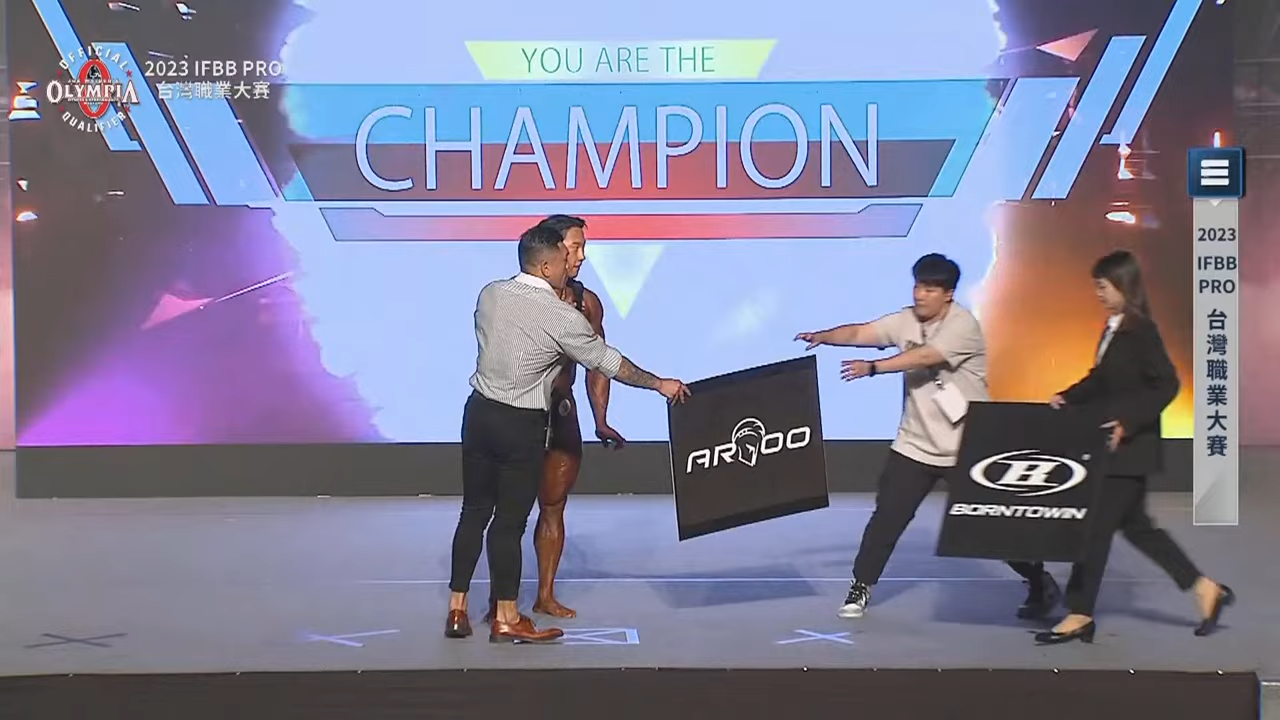 OFFICIAL
OLYMPIA
QUALIFIER
2023 IFBB PRO
台灣職業大賽
YOU ARE THE
CHAMPION
2023
IFBB
PRO
台灣職業大賽
ARGOO
H
BORNTOWIN